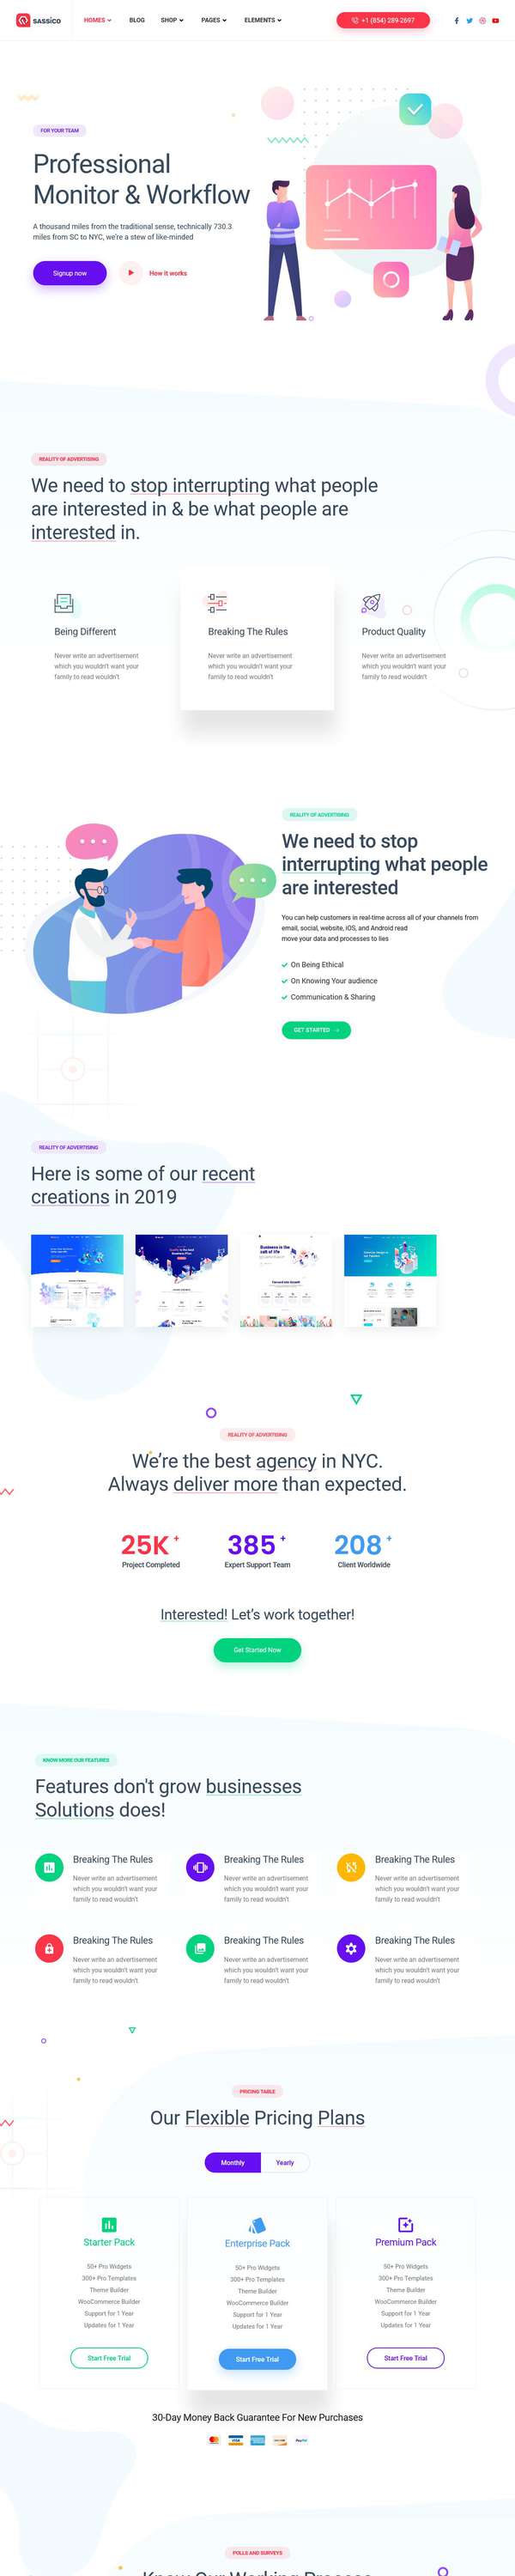 SASSICO
HOMES BLOG SHOP PAGES ELEMENTS
+1 (854) 289-2697
FOR YOUR TEAM
Professional
Monitor & Workflow
A thousand miles from the traditional sense, technically 730.3
miles from SC to NYC, we're a stew of like-minded
Signup now
How it works
REALITY OF ADVERTISING
We need to stop interrupting what people
are interested in & be what people are
interested in.
Being Different
Never write an advertisement
which you wouldn't want your
family to read wouldn't
Breaking The Rules
Never write an advertisement
which you wouldn't want your
family to read wouldn't
Product Quality
Never write an advertisement
which you wouldn't want your
family to read wouldn't
REALITY OF ADVERTISING
We need to stop
interrupting what people
are interested
You can help customers in real-time across all of your channels from
email, social, website, iOS, and Android read
move your data and processes to lies
On Being Ethical
On Knowing Your audience
Communication & Sharing
GET STARTED
REALITY OF ADVERTISING
Here is some of our recent
creations in 2019
REALITY OF ADVERTISING
We're the best agency in NYC.
Always deliver more than expected.
25K +
Project Completed
385 +
Expert Support Team
208 +
Client Worldwide
Interested! Let's work together!
Get Started Now
KNOW MORE OUR FEATURES
Features don't grow businesses
Solutions does!
Breaking The Rules
Never write an advertisement
which you wouldn't want your
family to read wouldn't
Breaking The Rules
Never write an advertisement
which you wouldn't want your
family to read wouldn't
Breaking The Rules
Never write an advertisement
which you wouldn't want your
family to read wouldn't
Breaking The Rules
Never write an advertisement
which you wouldn't want your
family to read wouldn't
Breaking The Rules
Never write an advertisement
which you wouldn't want your
family to read wouldn't
Breaking The Rules
Never write an advertisement
which you wouldn't want your
family to read wouldn't
PRICING TABLE
Our Flexible Pricing Plans
Monthly
Yearly
Starter Pack
50+ Pro Widgets
300+ Pro Templates
Theme Builder
WooCommerce Builder
Support for 1 Year
Updates for 1 Year
Start Free Trial
Enterprise Pack
50+ Pro Widgets
300+ Pro Templates
Theme Builder
WooCommerce Builder
Support for 1 Year
Updates for 1 Year
Start Free Trial
Premium Pack
50+ Pro Widgets
300+ Pro Templates
Theme Builder
WooCommerce Builder
Support for 1 Year
Updates for 1 Year
Start Free Trial
30-Day Money Back Guarantee For New Purchases
VISA
PayPal
POLLS AND SURVEYS
Know Our Working Process